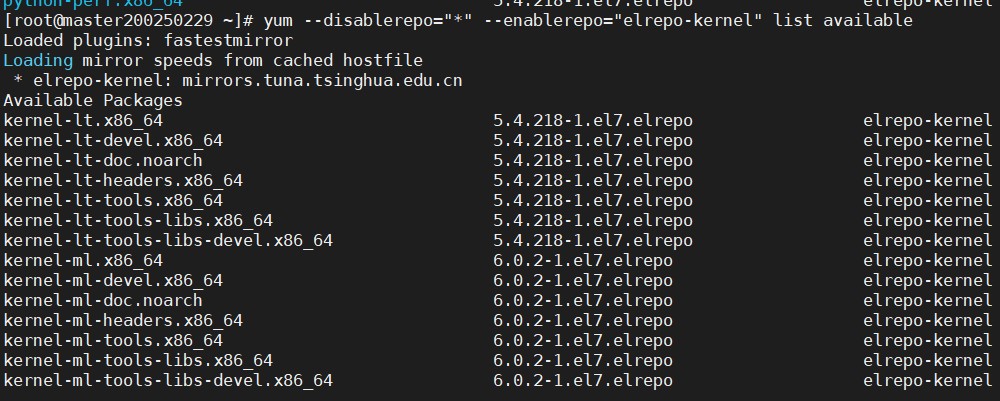 python-perf.x86_64 5.4.218-1.el7.elrepo elrepo-kernel
[root@master200250229 ~]# yum --disablerepo="*" --enablerepo="elrepo-kernel" list available
Loaded plugins: fastestmirror
Loading mirror speeds from cached hostfile
 * elrepo-kernel: mirrors.tuna.tsinghua.edu.cn
Available Packages
kernel-lt.x86_64 5.4.218-1.el7.elrepo elrepo-kernel
kernel-lt-devel.x86_64 5.4.218-1.el7.elrepo elrepo-kernel
kernel-lt-doc.noarch 5.4.218-1.el7.elrepo elrepo-kernel
kernel-lt-headers.x86_64 5.4.218-1.el7.elrepo elrepo-kernel
kernel-lt-tools.x86_64 5.4.218-1.el7.elrepo elrepo-kernel
kernel-lt-tools-libs.x86_64 5.4.218-1.el7.elrepo elrepo-kernel
kernel-lt-tools-libs-devel.x86_64 5.4.218-1.el7.elrepo elrepo-kernel
kernel-ml.x86_64 6.0.2-1.el7.elrepo elrepo-kernel
kernel-ml-devel.x86_64 6.0.2-1.el7.elrepo elrepo-kernel
kernel-ml-doc.noarch 6.0.2-1.el7.elrepo elrepo-kernel
kernel-ml-headers.x86_64 6.0.2-1.el7.elrepo elrepo-kernel
kernel-ml-tools.x86_64 6.0.2-1.el7.elrepo elrepo-kernel
kernel-ml-tools-libs.x86_64 6.0.2-1.el7.elrepo elrepo-kernel
kernel-ml-tools-libs-devel.x86_64 6.0.2-1.el7.elrepo elrepo-kernel